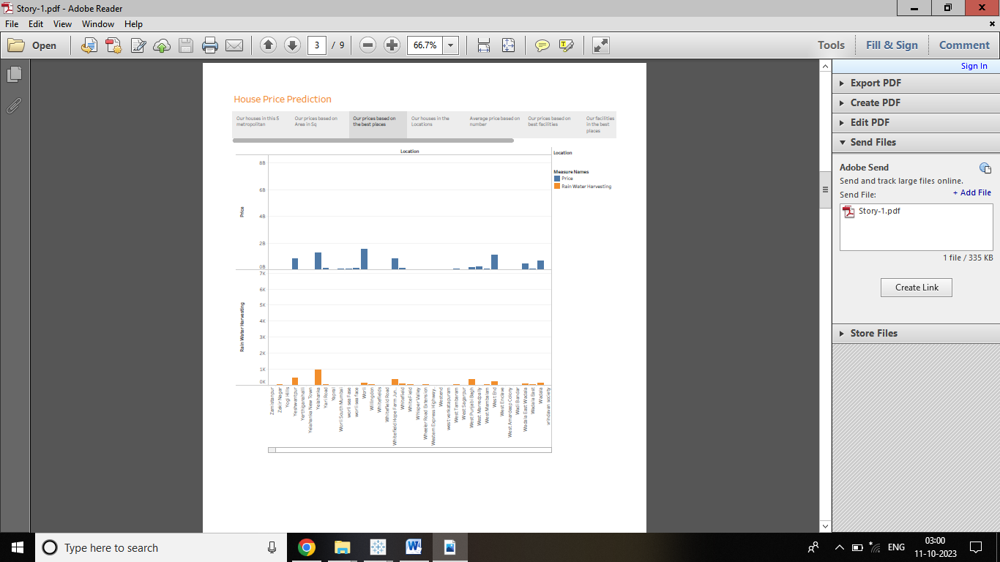 Story-1.pdf - Adobe Reader
File Edit View Window Help
Open
3 / 9
66.7%
Tools Fill & Sign Comment
Sign In
Export PDF
Create PDF
Edit PDF
Send Files
Adobe Send
Send and track large files online.
Send File:
+ Add File
Story-1.pdf
1 file / 335 KB
Create Link
Store Files
House Price Prediction
Our houses in this 5
metropolitan
Our prices based on
Area in Sq
Our prices based on
the best places
Our houses in the
Locations
Average price based on
number
Our prices based on
best facilities
Our facilities
in the best
places
Location
Location
Measure Names
Price
Rain Water Harvesting
Price
8B
6B
4B
2B
0B
Rain Water Harvesting
7K
6K
5K
4K
3K
2K
1K
0K
Zamistanpur
Zakir Nagar
Yogi Hills
Yeshwantpur
Yerthiganahalli
Yelahanka New Town
Yelahanka
Yari Road
Yapral
Worli South Mumbai
worli sea Fase
worli sea face
Worli
Willingdon
Whitefields
Whitefield Road
Whitefield Hope Farm Jun..
Whitefield
WhiteField
Whisper Valley
Wheeler Road Extension
Western Express Highway..
Westend
west venkatapuram
West Tambaram
West Sagarpur
West Punjabi Bagh
West Marredpally
West Mambalam
West End
West Enclave
West Amardeep Colony
Wadi Bandar
Wadala East Wadala
Wadala East
Wadala
vrindavan society
Type here to search
ENG
03:00
11-10-2023